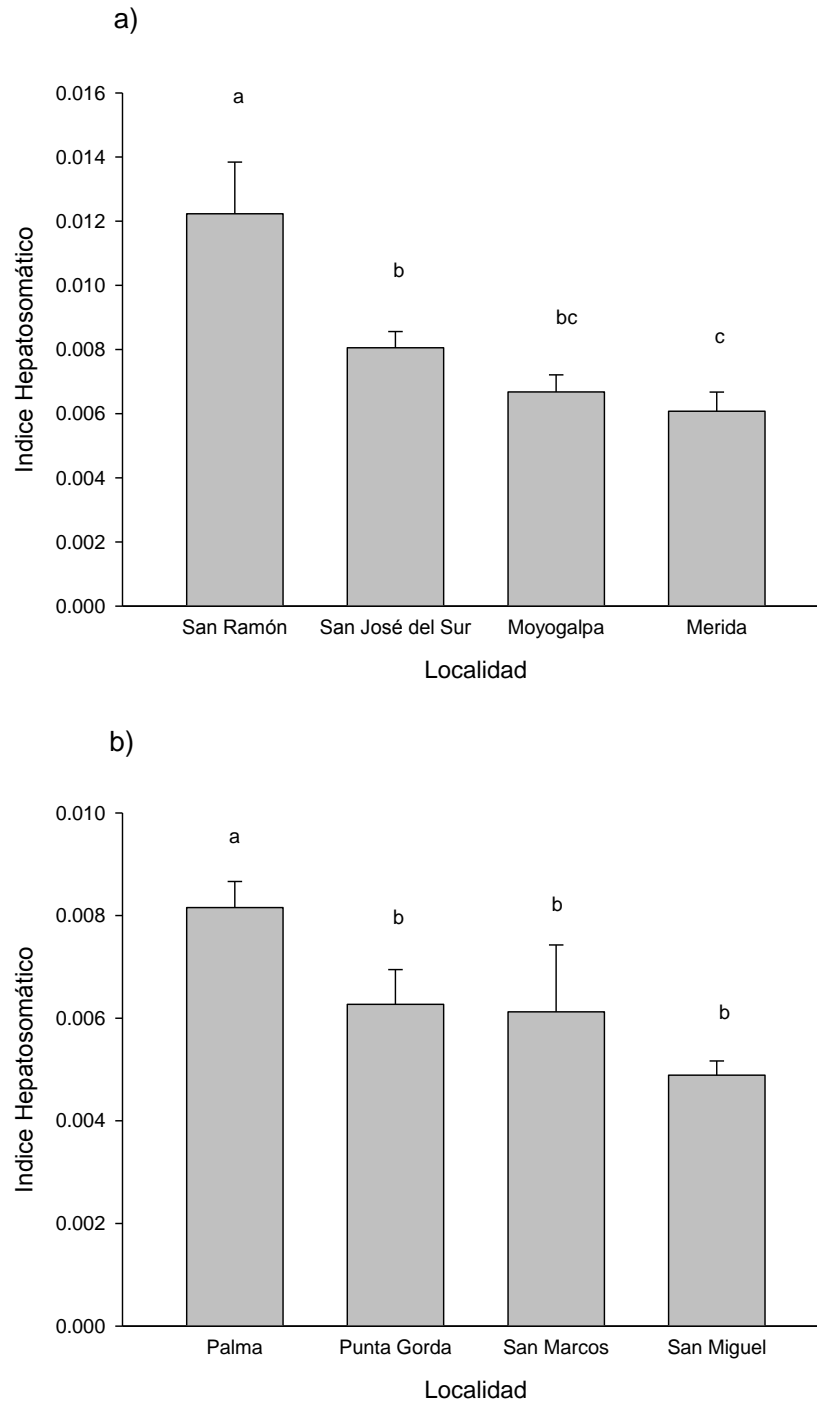 a)
0.016
a
0.014
0.012
0.010
b
0.008
bc
c
0.006
0.004
0.002
0.000
Indice Hepatosomático
San Ramón San José del Sur Moyogalpa Merida
Localidad
b)
0.010
a
0.008
b
b
0.006
b
0.004
0.002
0.000
Indice Hepatosomático
Palma Punta Gorda San Marcos San Miguel
Localidad